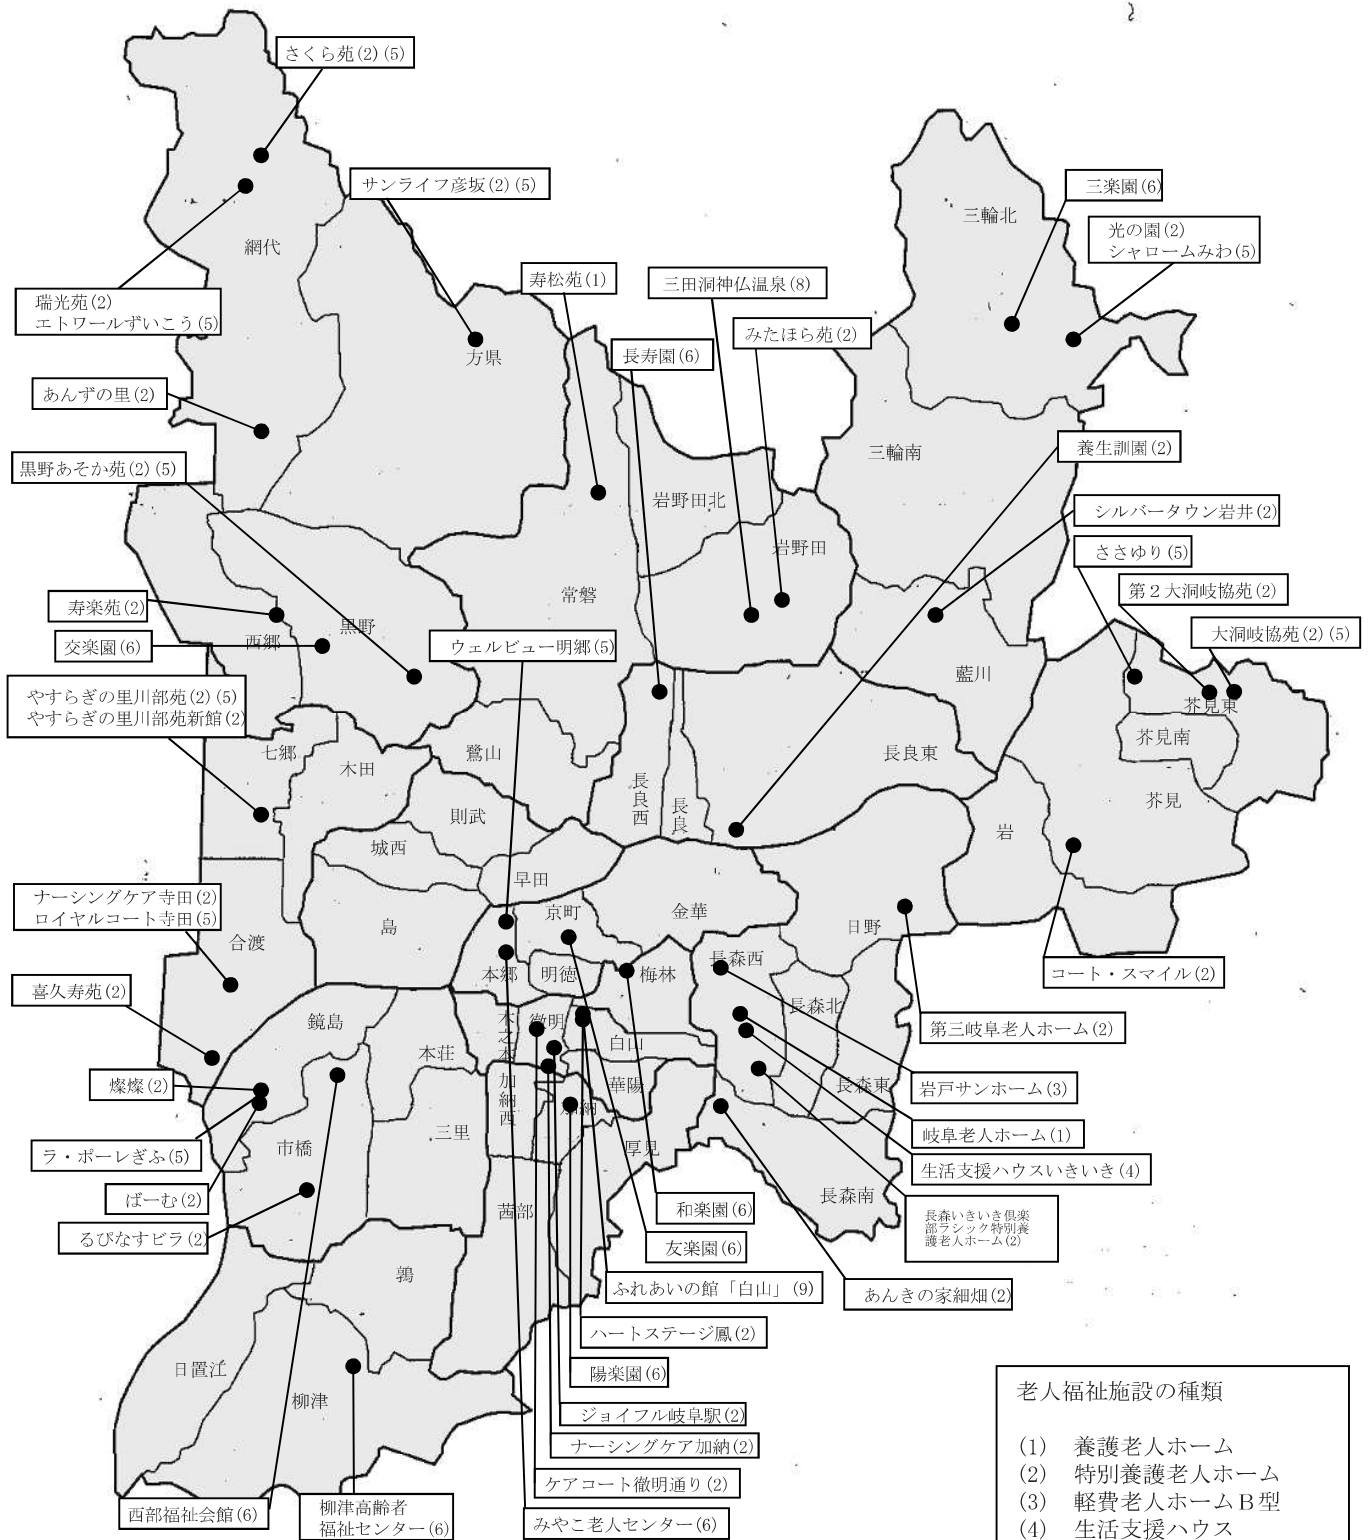 さくら苑(2)(5)
サンライフ彦坂(2)(5)
三楽園(6)
三輪北
光の園(2)
シャロームみわ(5)
網代
寿松苑(1)
三田洞神仏温泉(8)
瑞光苑(2)
エトワールずいこう(5)
みたほら苑(2)
長寿園(6)
方県
あんずの里(2)
三輪南
養生訓園(2)
黒野あそか苑(2)(5)
岩野田北
シルバータウン岩井(2)
岩野田
ささゆり(5)
第２大洞岐協苑(2)
常磐
寿楽苑(2)
黒野
西郷
大洞岐協苑(2)(5)
交楽園(6)
ウェルビュー明郷(5)
藍川
やすらぎの里川部苑(2)(5)
やすらぎの里川部苑新館(2)
芥見東
芥見南
七郷
木田
鷺山
長良東
長良西
長良
芥見
則武
岩
城西
早田
ナーシングケア寺田(2)
ロイヤルコート寺田(5)
京町
金華
島
日野
合渡
本郷
明徳
梅林
長森西
コート・スマイル(2)
喜久寿苑(2)
長森北
鏡島
木之本
徹明
第三岐阜老人ホーム(2)
本荘
白山
燦燦(2)
加納西
華陽
長森東
岩戸サンホーム(3)
加納
三里
岐阜老人ホーム(1)
市橋
厚見
ラ・ポーレぎふ(5)
生活支援ハウスいきいき(4)
ばーむ(2)
長森南
茜部
和楽園(6)
長森いきいき倶楽
部ラシック特別養
護老人ホーム(2)
るぴなすビラ(2)
友楽園(6)
鶉
ふれあいの館「白山」(9)
あんきの家細畑(2)
ハートステージ鳳(2)
日置江
陽楽園(6)
柳津
老人福祉施設の種類
ジョイフル岐阜駅(2)
ナーシングケア加納(2)
(1) 養護老人ホーム
(2) 特別養護老人ホーム
ケアコート徹明通り(2)
(3) 軽費老人ホームＢ型
西部福祉会館(6)
柳津高齢者
福祉センター(6)
みやこ老人センター(6)
(4) 生活支援ハウス